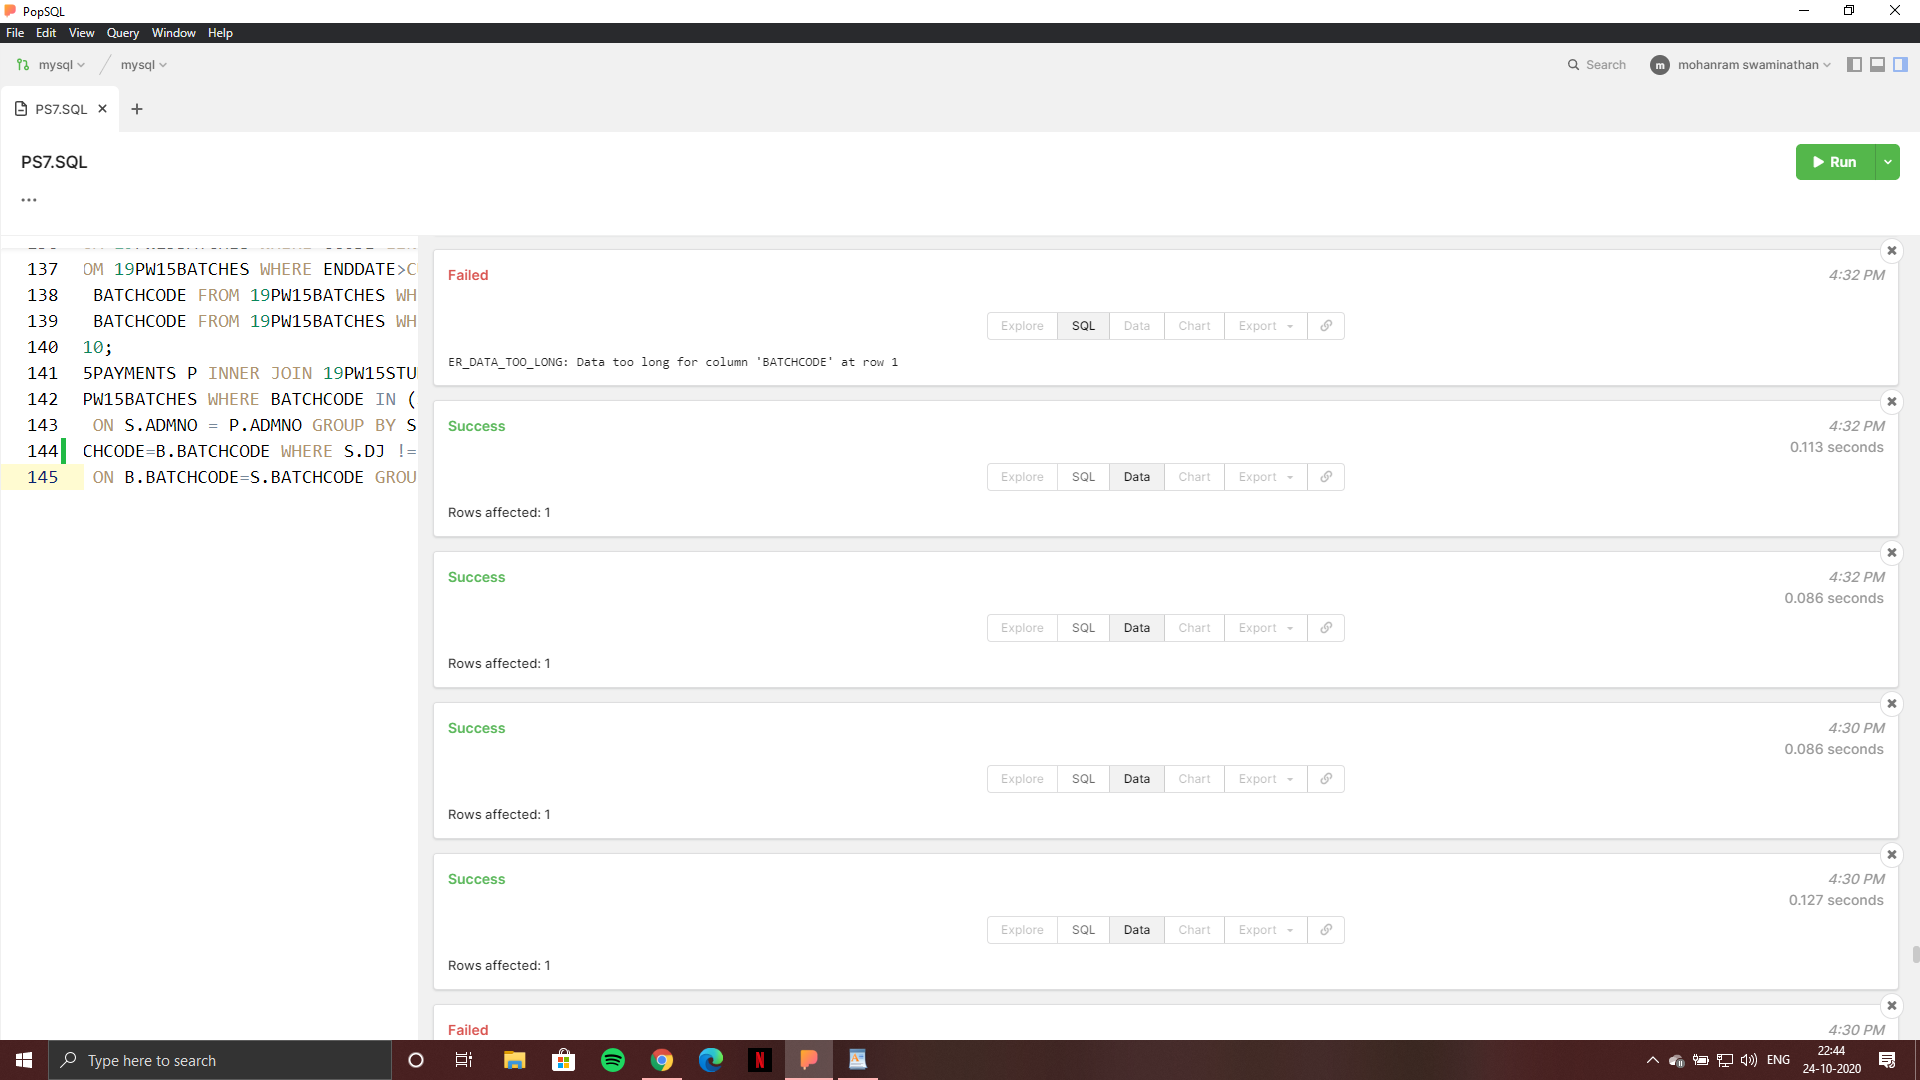 PopSQL
File Edit View Query Window Help
mysql mysql
Search m mohanram swaminathan
PS7.SQL
PS7.SQL
Run
...
137 OM 19PW15BATCHES WHERE ENDDATE>C
138 BATCHCODE FROM 19PW15BATCHES WH
139 BATCHCODE FROM 19PW15BATCHES WH
140 10;
141 5PAYMENTS P INNER JOIN 19PW15STU
142 PW15BATCHES WHERE BATCHCODE IN (
143 ON S.ADMNO = P.ADMNO GROUP BY S
144 CHCODE=B.BATCHCODE WHERE S.DJ !=
145 ON B.BATCHCODE=S.BATCHCODE GROU
Failed 4:32 PM
Explore SQL Data Chart Export
ER_DATA_TOO_LONG: Data too long for column 'BATCHCODE' at row 1
Success 4:32 PM
0.113 seconds
Explore SQL Data Chart Export
Rows affected: 1
Success 4:32 PM
0.086 seconds
Explore SQL Data Chart Export
Rows affected: 1
Success 4:30 PM
0.086 seconds
Explore SQL Data Chart Export
Rows affected: 1
Success 4:30 PM
0.127 seconds
Explore SQL Data Chart Export
Rows affected: 1
Failed 4:30 PM
Type here to search
ENG
22:44
24-10-2020